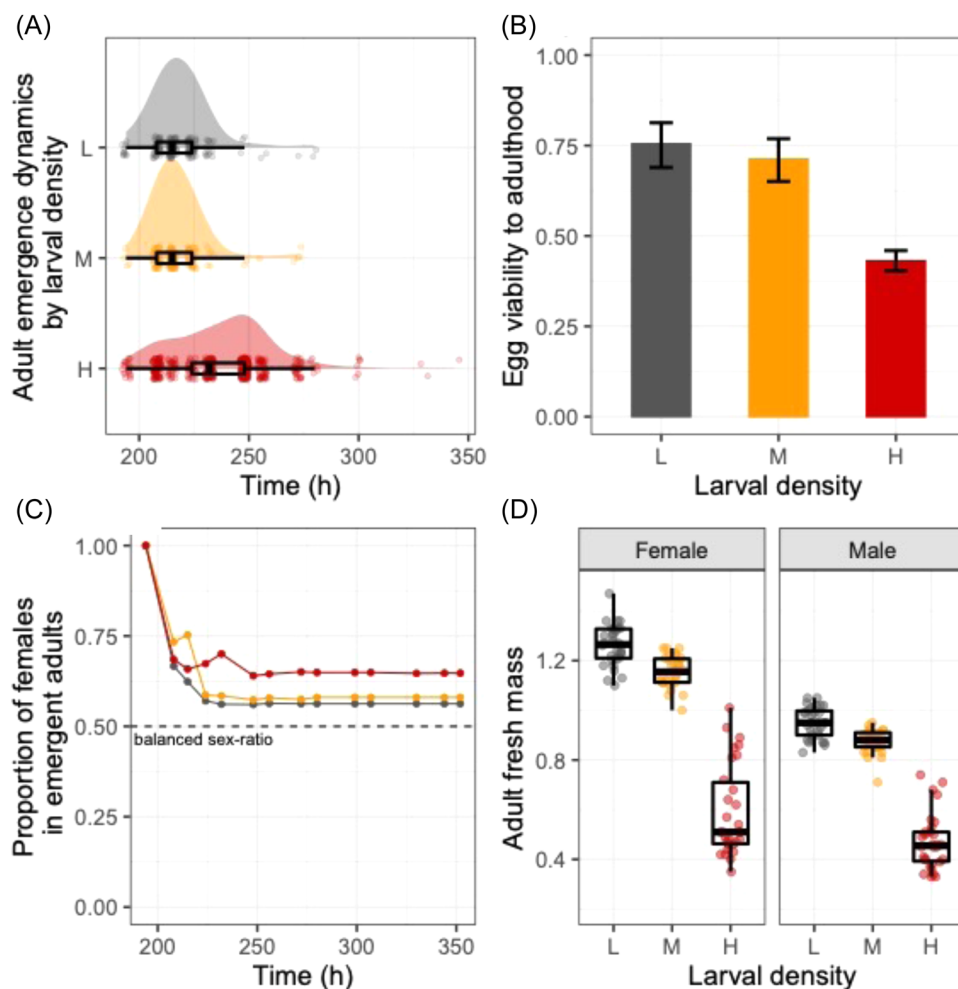 (A)
Adult emergence dynamics
by larval density
L
M
H
200
250
300
350
Time (h)
(B)
Egg viability to adulthood
1.00
0.75
0.50
0.25
0.00
L
M
H
Larval density
(C)
Proportion of females
in emergent adults
1.00
0.75
0.50
0.25
0.00
balanced sex-ratio
200
250
300
350
Time (h)
(D)
Female
Male
Adult fresh mass
1.2
0.8
0.4
L
M
H
L
M
H
Larval density